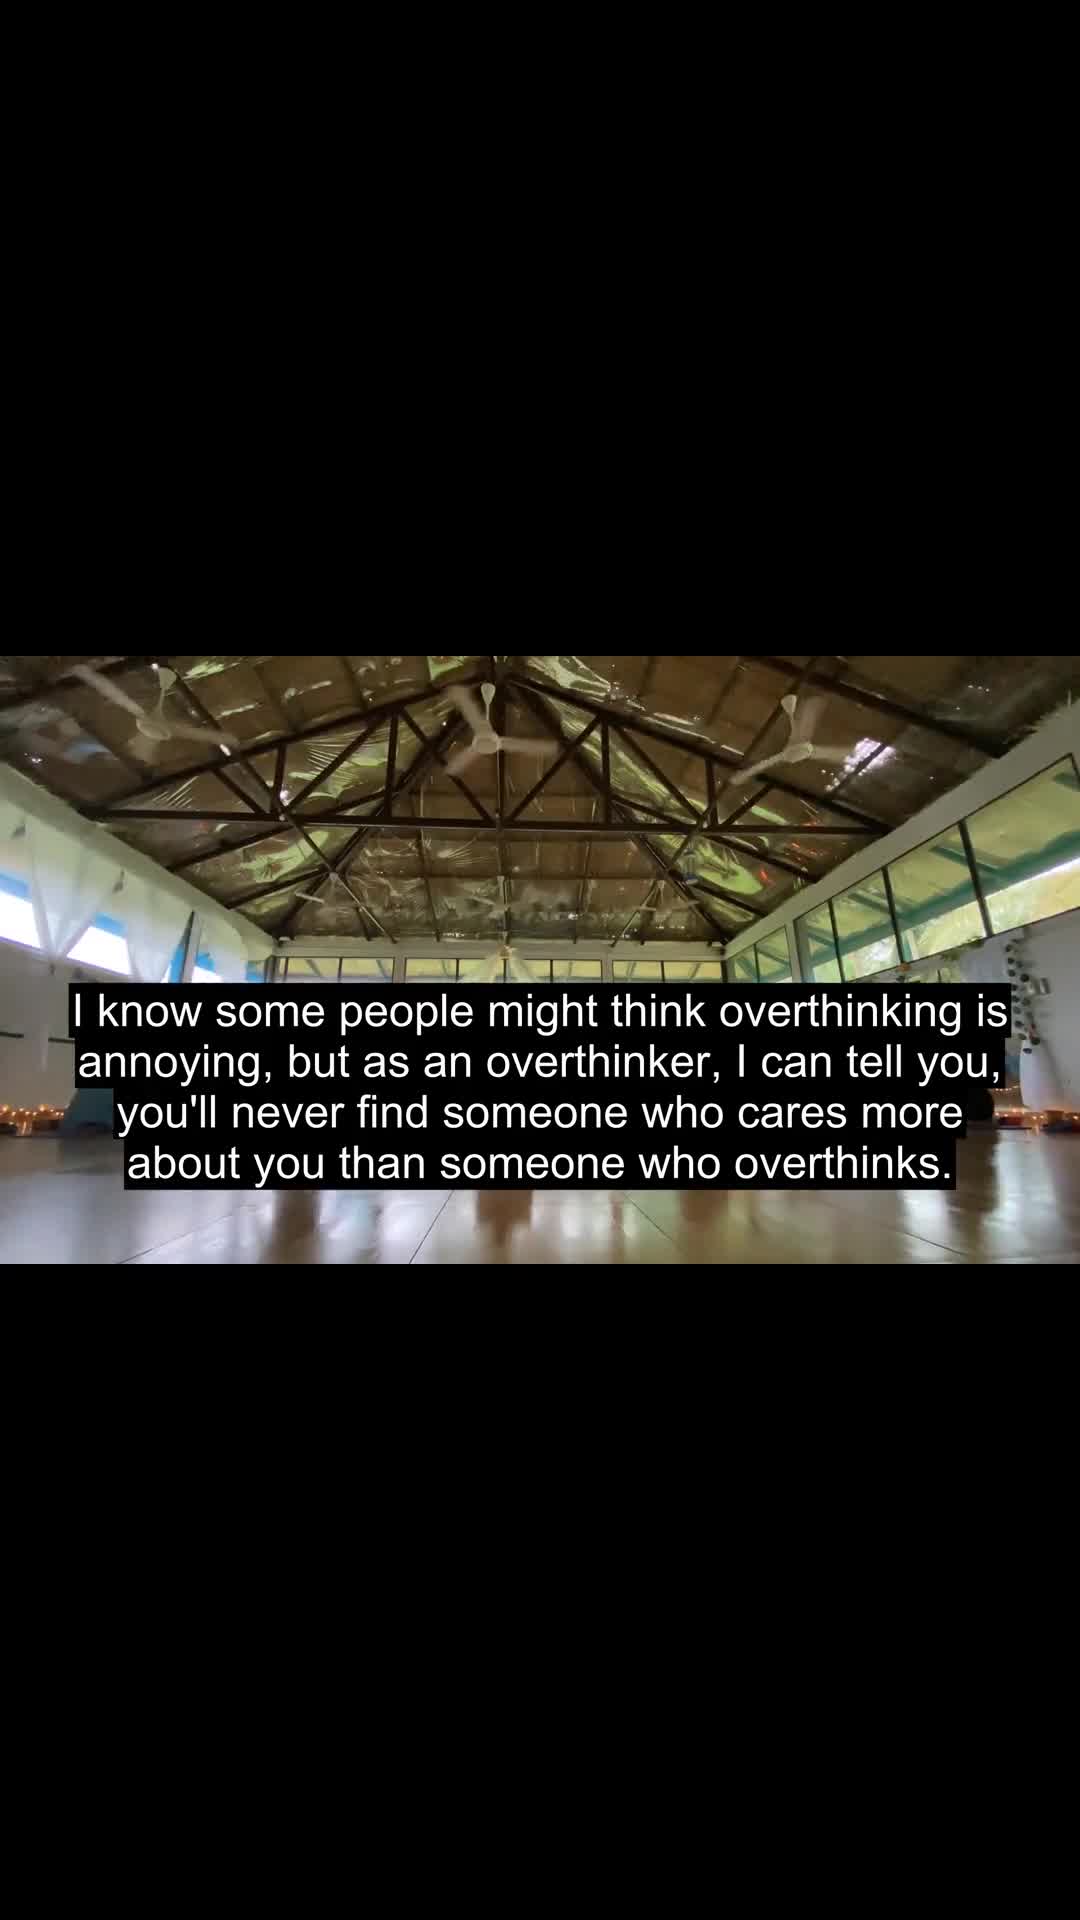 I know some people might think overthinking is
annoying, but as an overthinker, I can tell you,
you'll never find someone who cares more
about you than someone who overthinks.